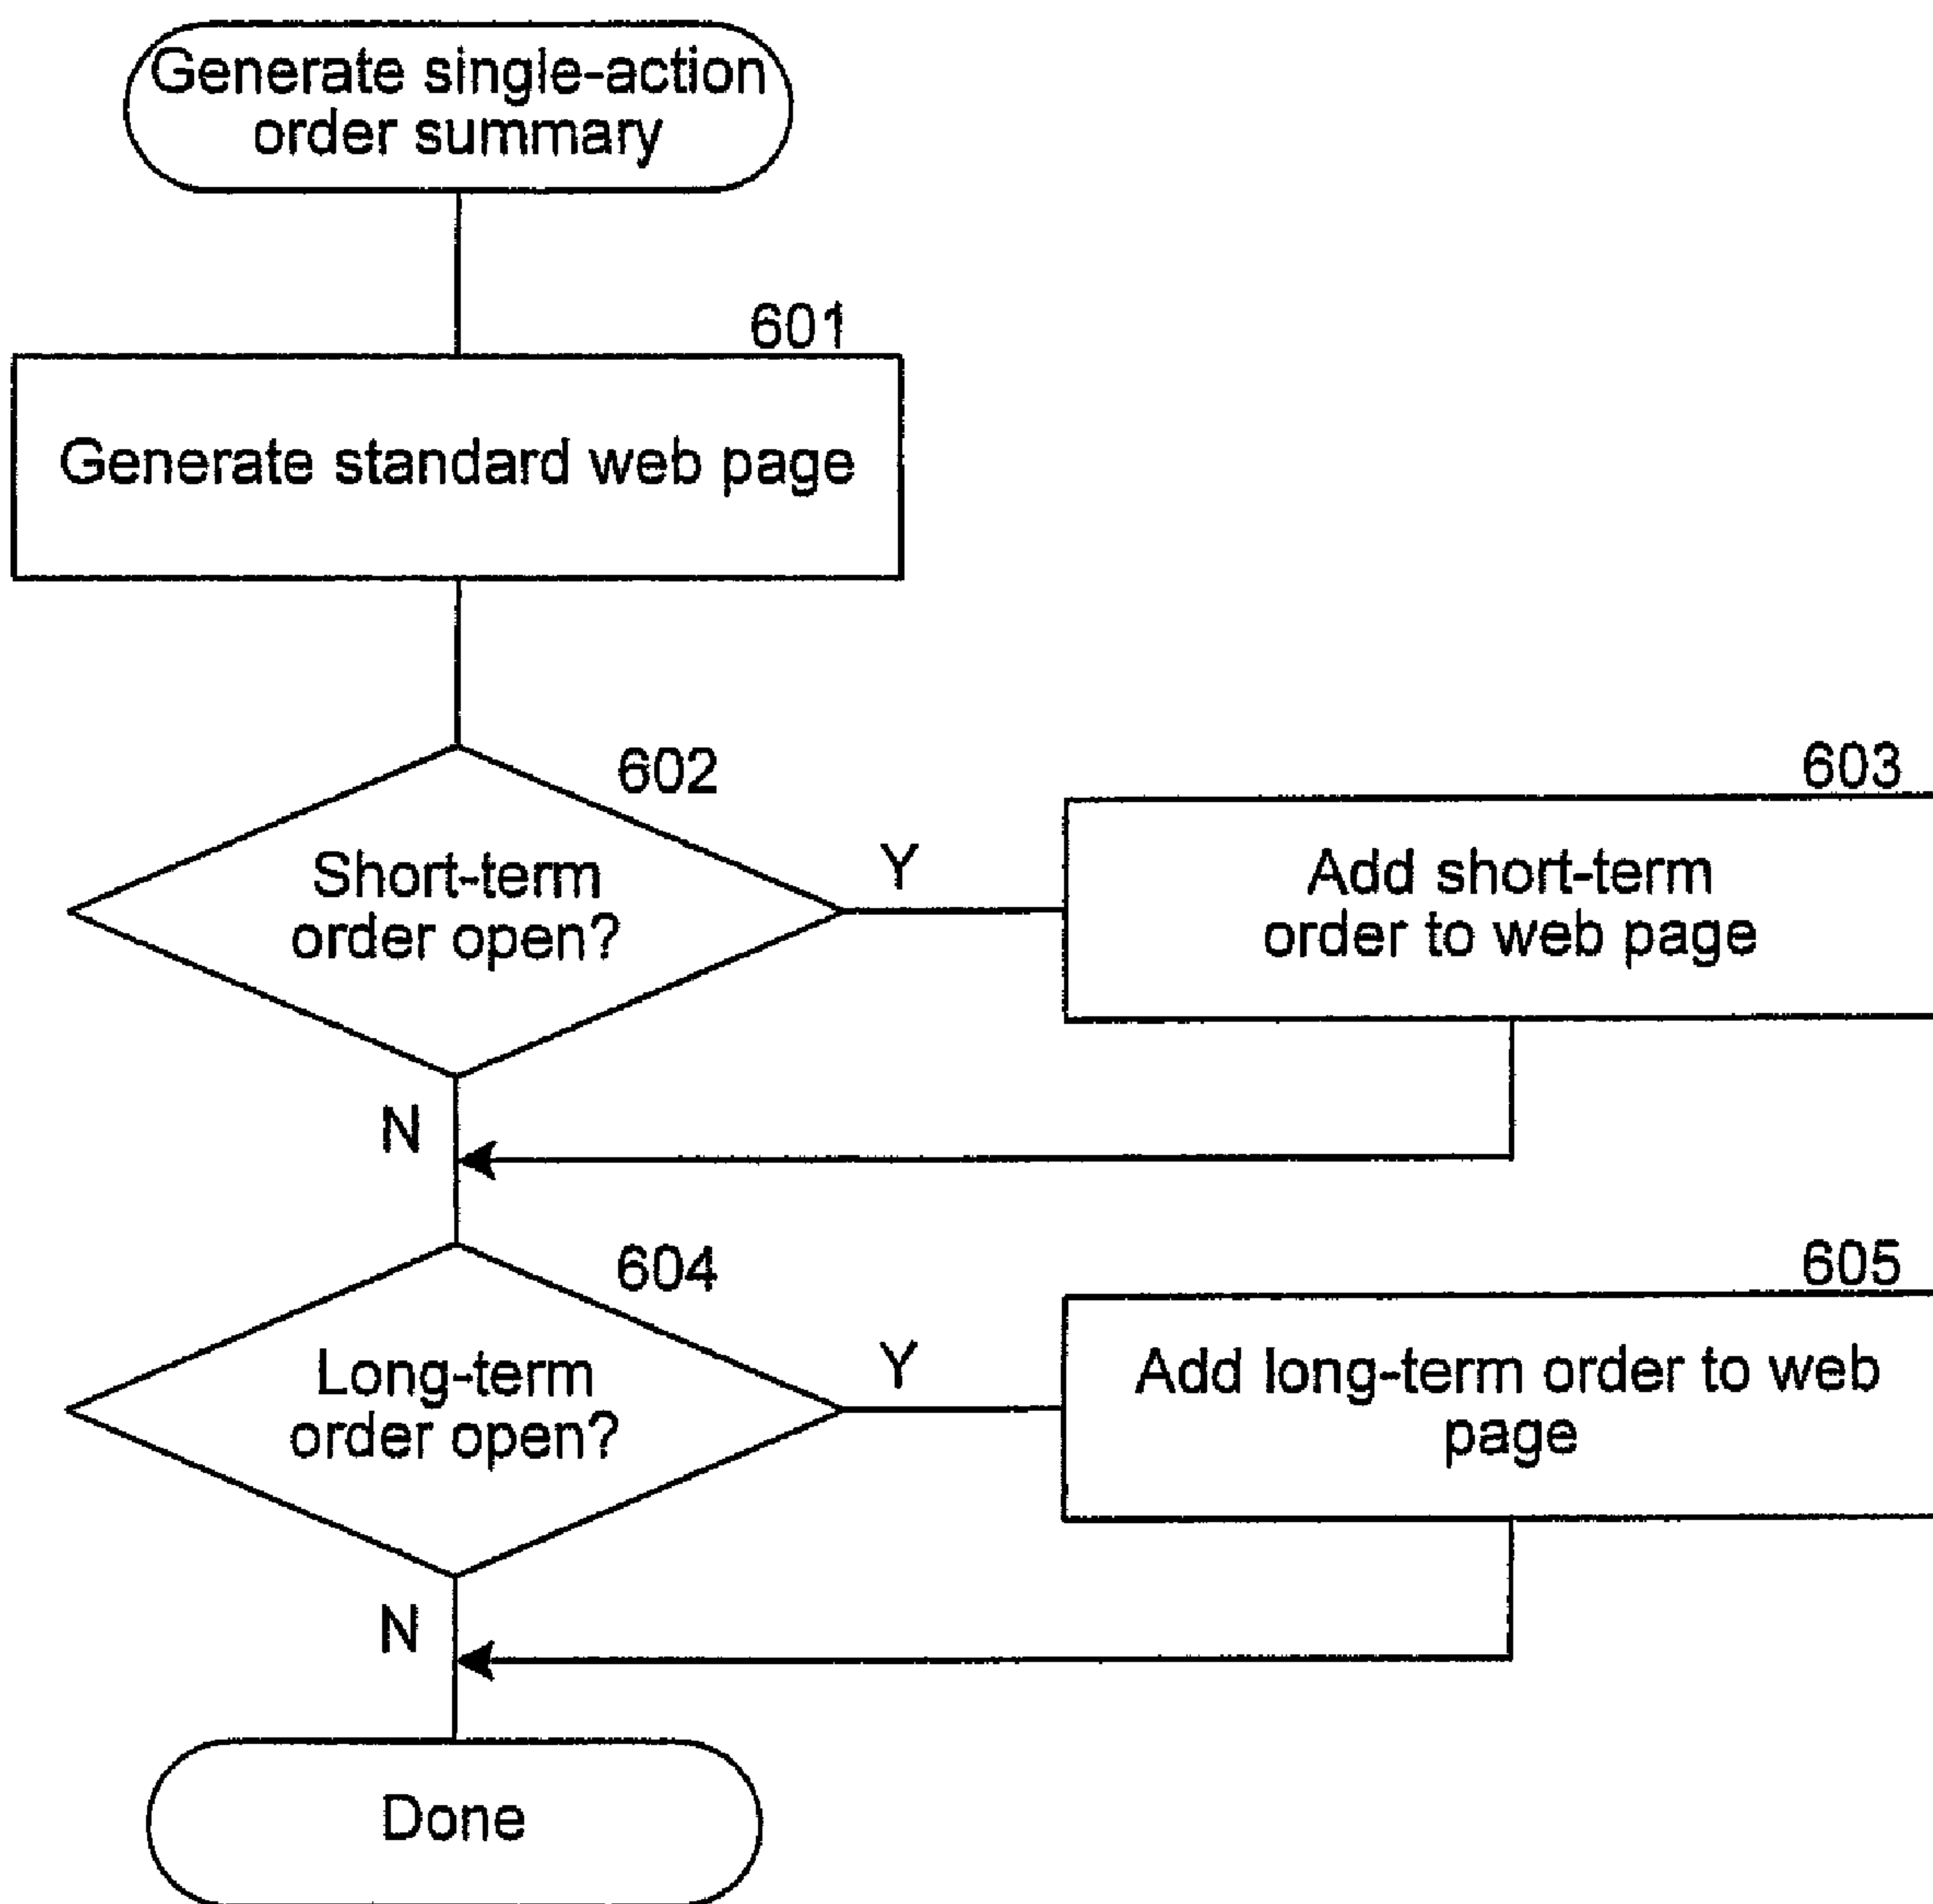 Generate single-action
order summary
601
Generate standard web page
602
Short-term
order open?
Y
603
Add short-term
order to web page
N
604
Long-term
order open?
Y
605
Add long-term order to web
page
N
Done